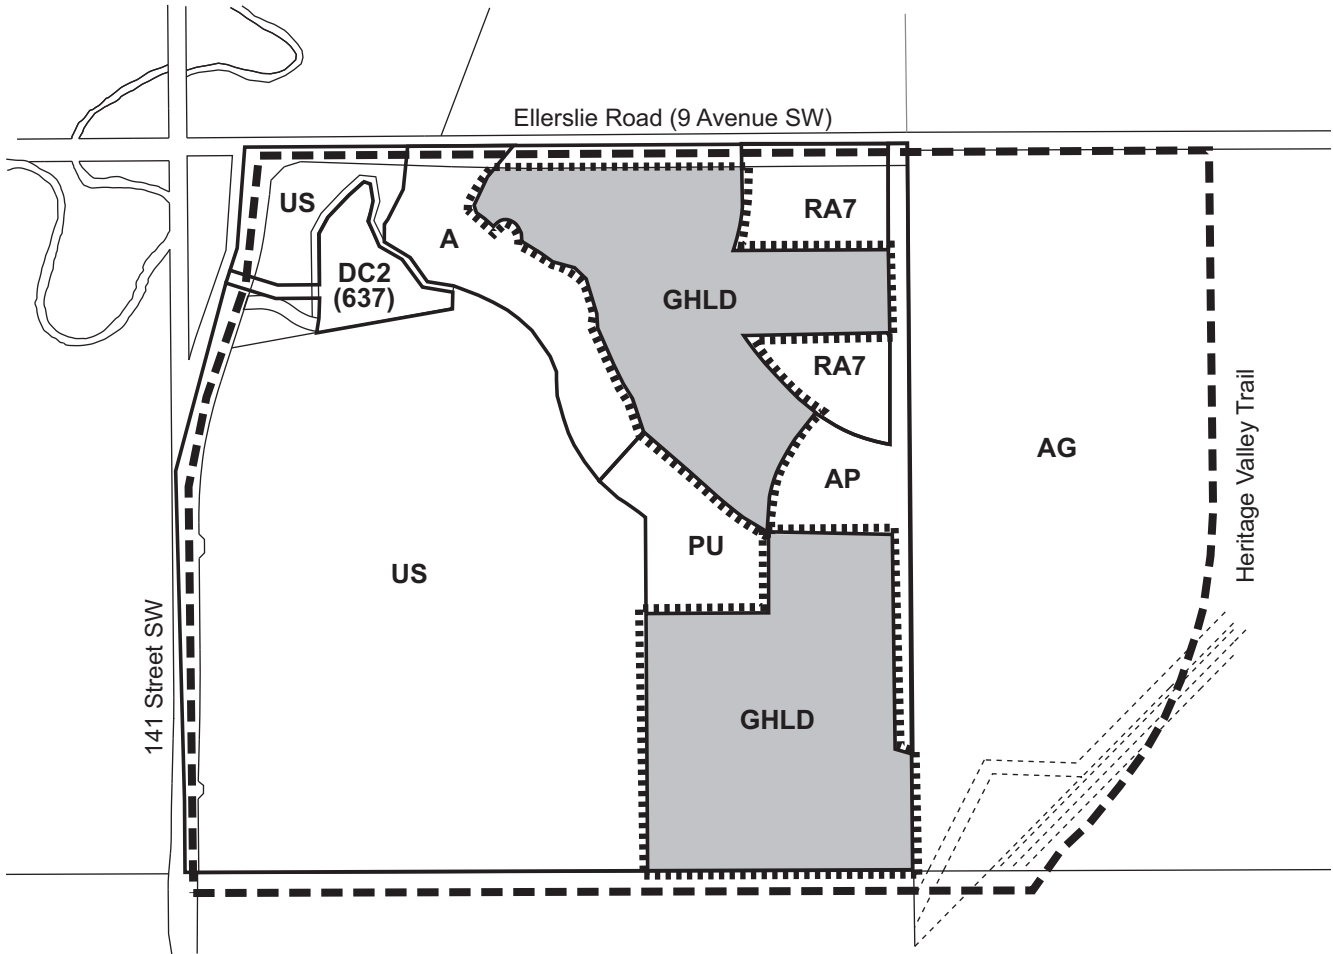 Ellerslie Road (9 Avenue SW)
US
RA7
A
DC2
(637)
GHLD
RA7
AG
Heritage Valley Trail
AP
PU
US
141 Street SW
GHLD